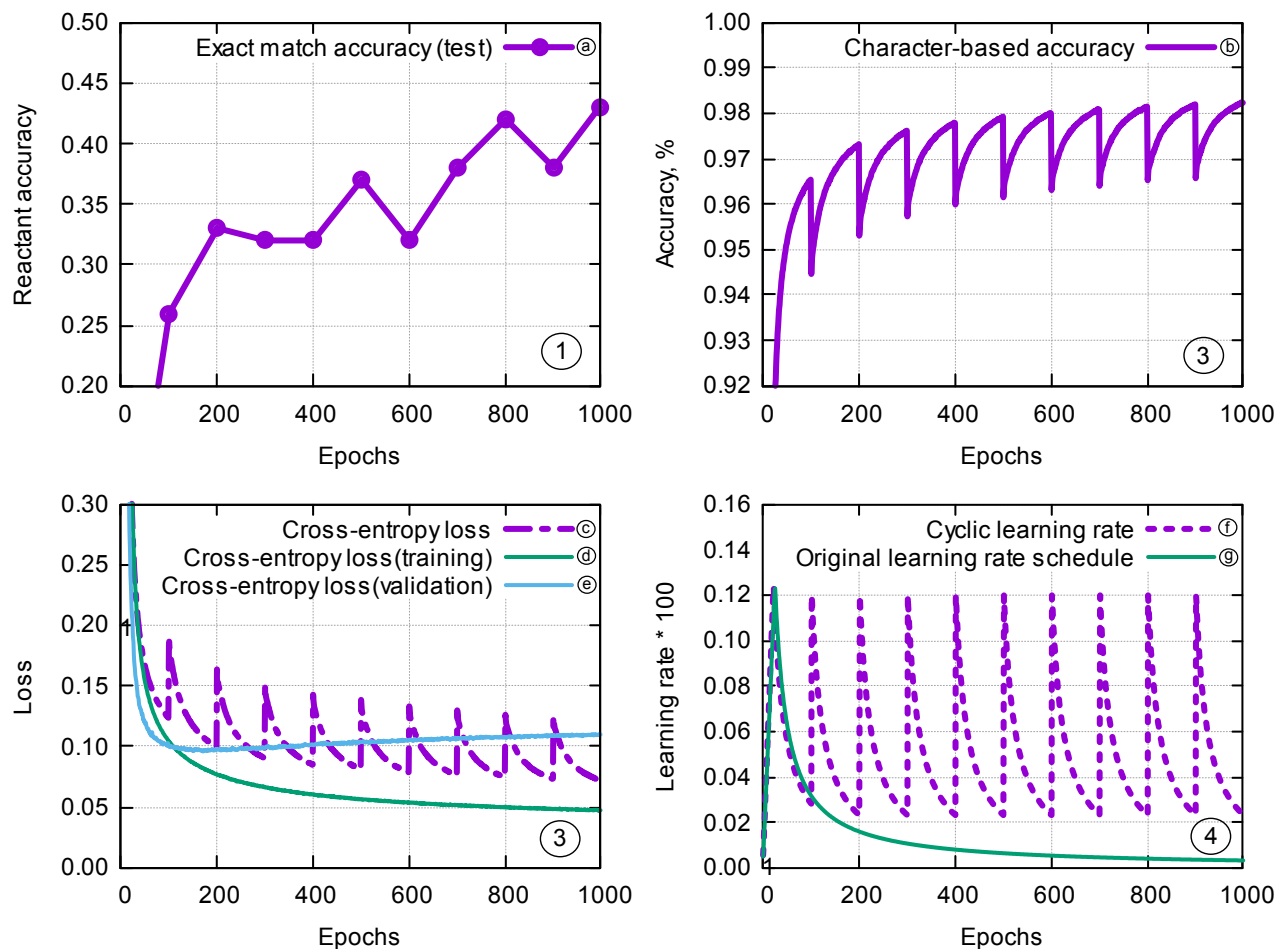 0.50
0.45
0.40
0.35
0.30
0.25
0.20
Reactant accuracy
Exact match accuracy (test) ⓐ
①
0 200 400 600 800 1000
Epochs
1.00
0.99
0.98
0.97
0.96
0.95
0.94
0.93
0.92
Accuracy, %
Character-based accuracy ⓑ
③
0 200 400 600 800 1000
Epochs
0.30
0.25
0.20
0.15
0.10
0.05
0.00
Loss
1
Cross-entropy loss ⓒ
Cross-entropy loss (training) ⓓ
Cross-entropy loss (validation) ⓔ
③
0 200 400 600 800 1000
Epochs
0.16
0.14
0.12
0.10
0.08
0.06
0.04
0.02
0.00
Learning rate * 100
1
Cyclic learning rate ⓕ
Original learning rate schedule ⓖ
④
0 200 400 600 800 1000
Epochs